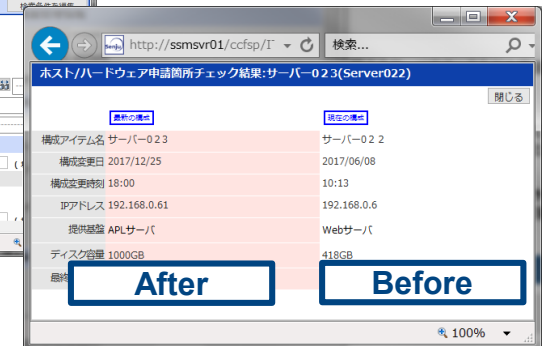 http://ssmsvr01/ccfsp/I
検索...
ホスト/ハードウェア申請箇所チェック結果:サーバー０２３(Server022)
閉じる
最新の構成 現在の構成
構成アイテム名 サーバー０２３ サーバー０２２
構成変更日 2017/12/25 2017/06/08
構成変更時刻 18:00 10:13
IPアドレス 192.168.0.61 192.168.0.6
提供基盤 APLサーバ Webサーバ
ディスク容量 1000GB 418GB
最終
After Before
100%